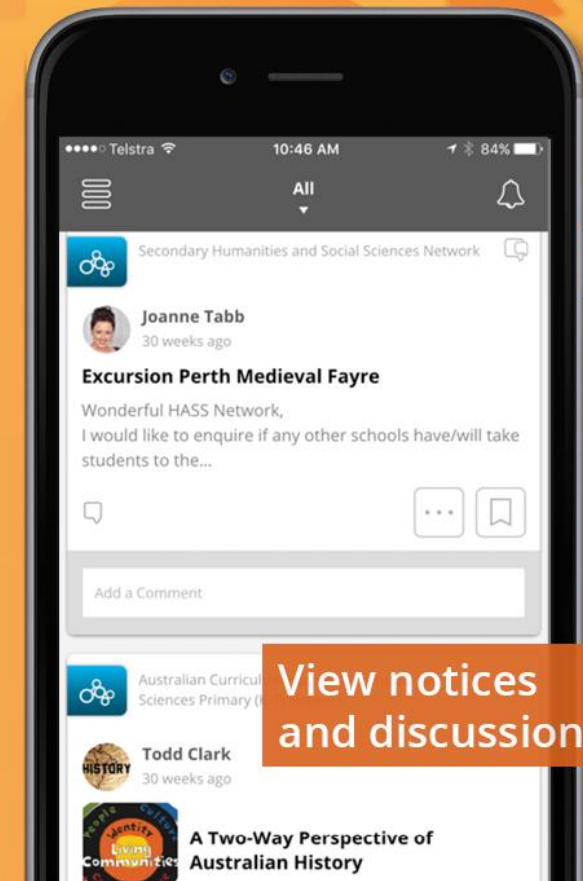 Telstra
10:46 AM
84%
All
Secondary Humanities and Social Sciences Network
Joanne Tabb
30 weeks ago
Excursion Perth Medieval Fayre
Wonderful HASS Network,
I would like to enquire if any other schools have/will take
students to the...
Add a Comment
Australian
Sciences Primary
View notices
and discussion
HISTORY
Todd Clark
30 weeks ago
People
Culture
Identity
Living
Communities
A Two-Way Perspective of
Australian History